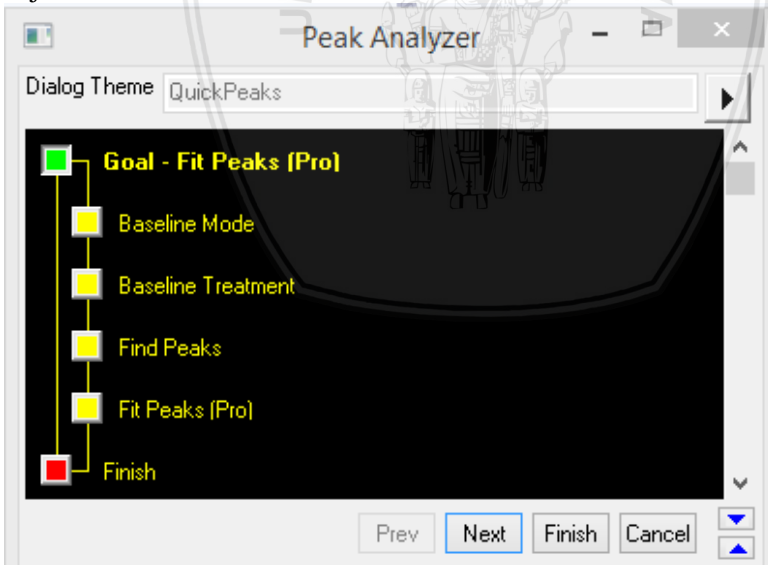 Peak Analyzer
Dialog Theme QuickPeaks
Goal - Fit Peaks (Pro)
Baseline Mode
Baseline Treatment
Find Peaks
Fit Peaks (Pro)
Finish
Prev Next Finish Cancel